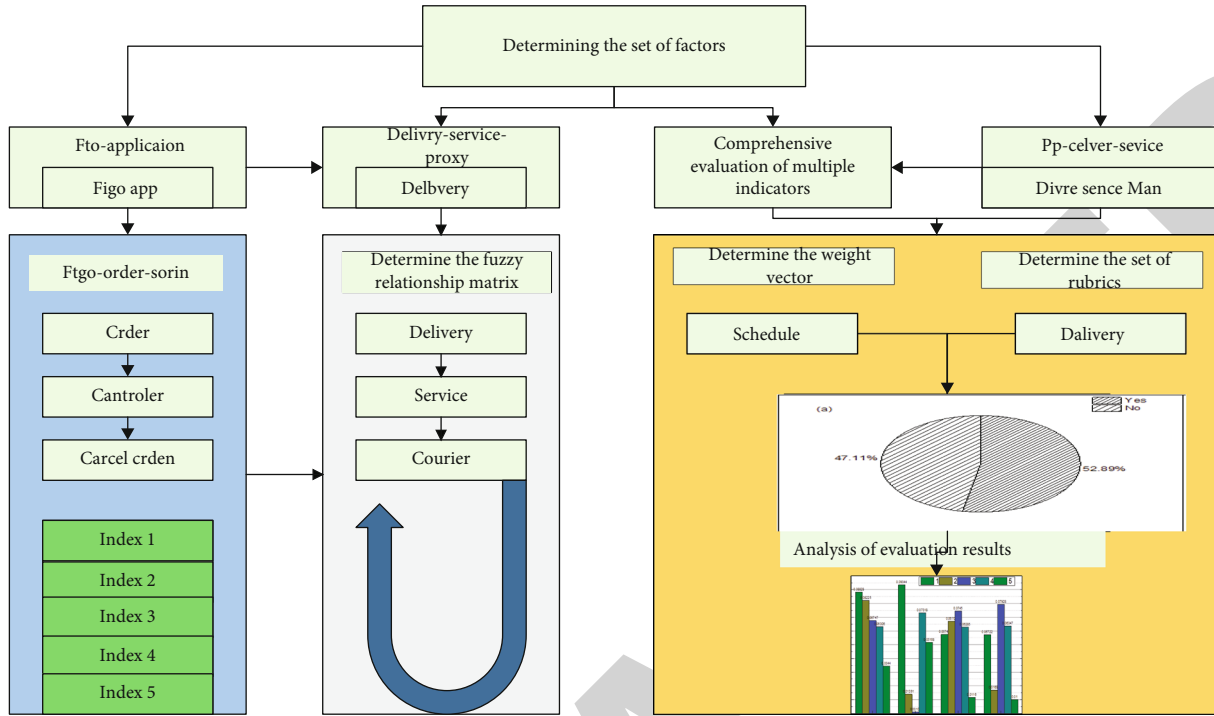 Determining the set of factors
Fto-applicaion
Figo app
Delivry-service-
proxy
Delbvery
Comprehensive
evaluation of multiple
indicators
Pp-celver-sevice
Divre sence Man
Ftgo-order-sorin
Crder
Cantroler
Carcel crden
Index 1
Index 2
Index 3
Index 4
Index 5
Determine the fuzzy
relationship matrix
Delivery
Service
Courier
Determine the weight
vector
Determine the set of
rubrics
Schedule
Dalivery
(a)
Yes
No
47.11%
52.89%
Analysis of evaluation results
1 2 3 4 5